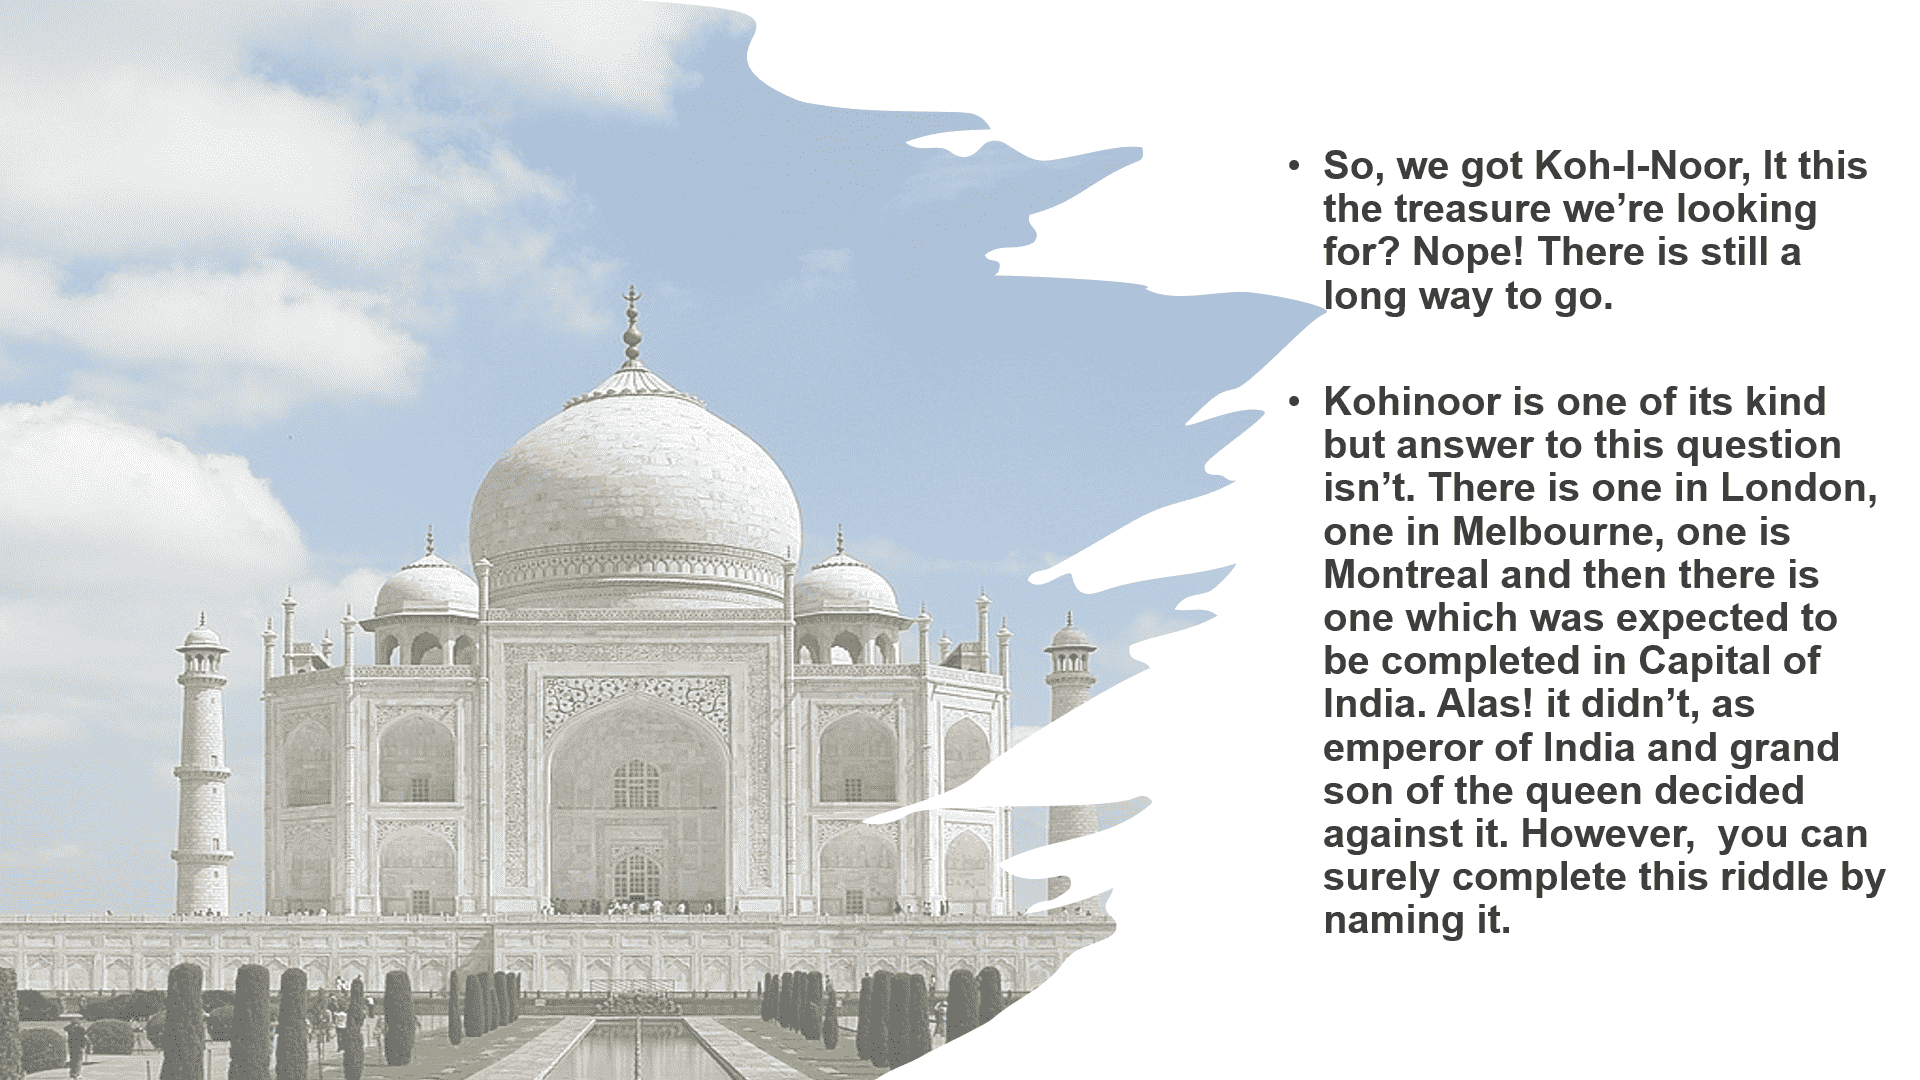 • So, we got Koh-I-Noor, It this
the treasure we’re looking
for? Nope! There is still a
long way to go.
• Kohinoor is one of its kind
but answer to this question
isn’t. There is one in London,
one in Melbourne, one is
Montreal and then there is
one which was expected to
be completed in Capital of
India. Alas! it didn’t, as
emperor of India and grand
son of the queen decided
against it. However,  you can
surely complete this riddle by
naming it.